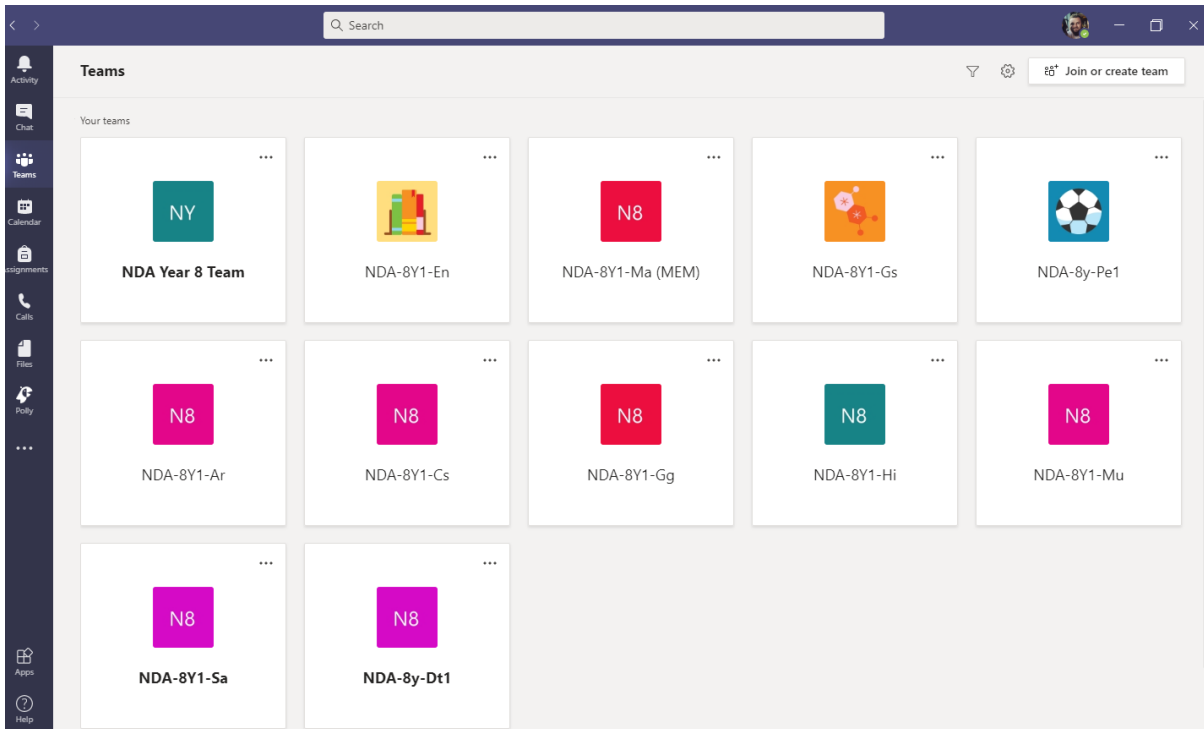 Search
Activity
Chat
Teams
Calendar
ssignments
Calls
Files
Polly
Apps
Help
Teams
Join or create team
Your teams
NY
NDA Year 8 Team
NDA-8Y1-En
N8
NDA-8Y1-Ma (MEM)
NDA-8Y1-Gs
NDA-8y-Pe1
N8
NDA-8Y1-Ar
N8
NDA-8Y1-Cs
N8
NDA-8Y1-Gg
N8
NDA-8Y1-Hi
N8
NDA-8Y1-Mu
N8
NDA-8Y1-Sa
N8
NDA-8y-Dt1